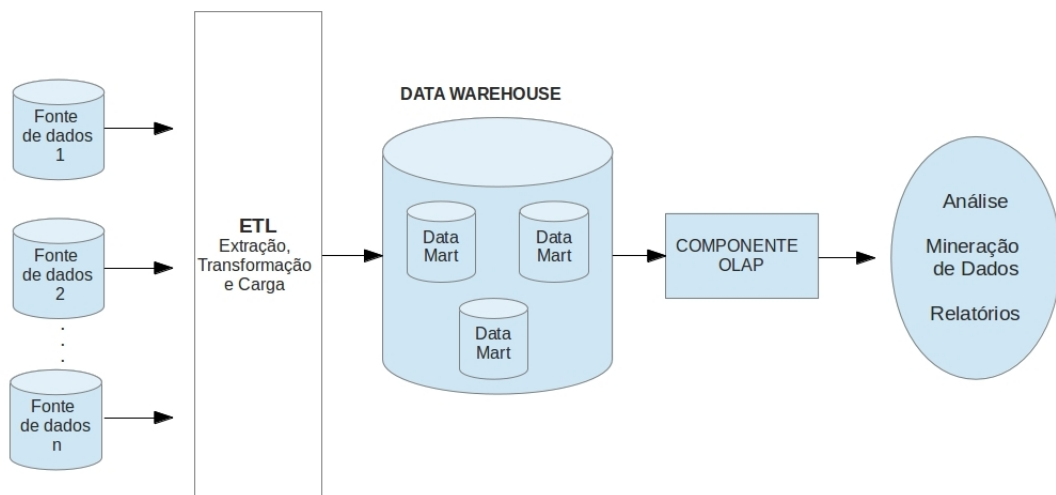 Fonte
de dados
1
Fonte
de dados
2
.
.
.
Fonte
de dados
n
ETL
Extração,
Transformação
e Carga
DATA WAREHOUSE
Data
Mart
Data
Mart
Data
Mart
COMPONENTE
OLAP
Análise
Mineração
de Dados
Relatórios